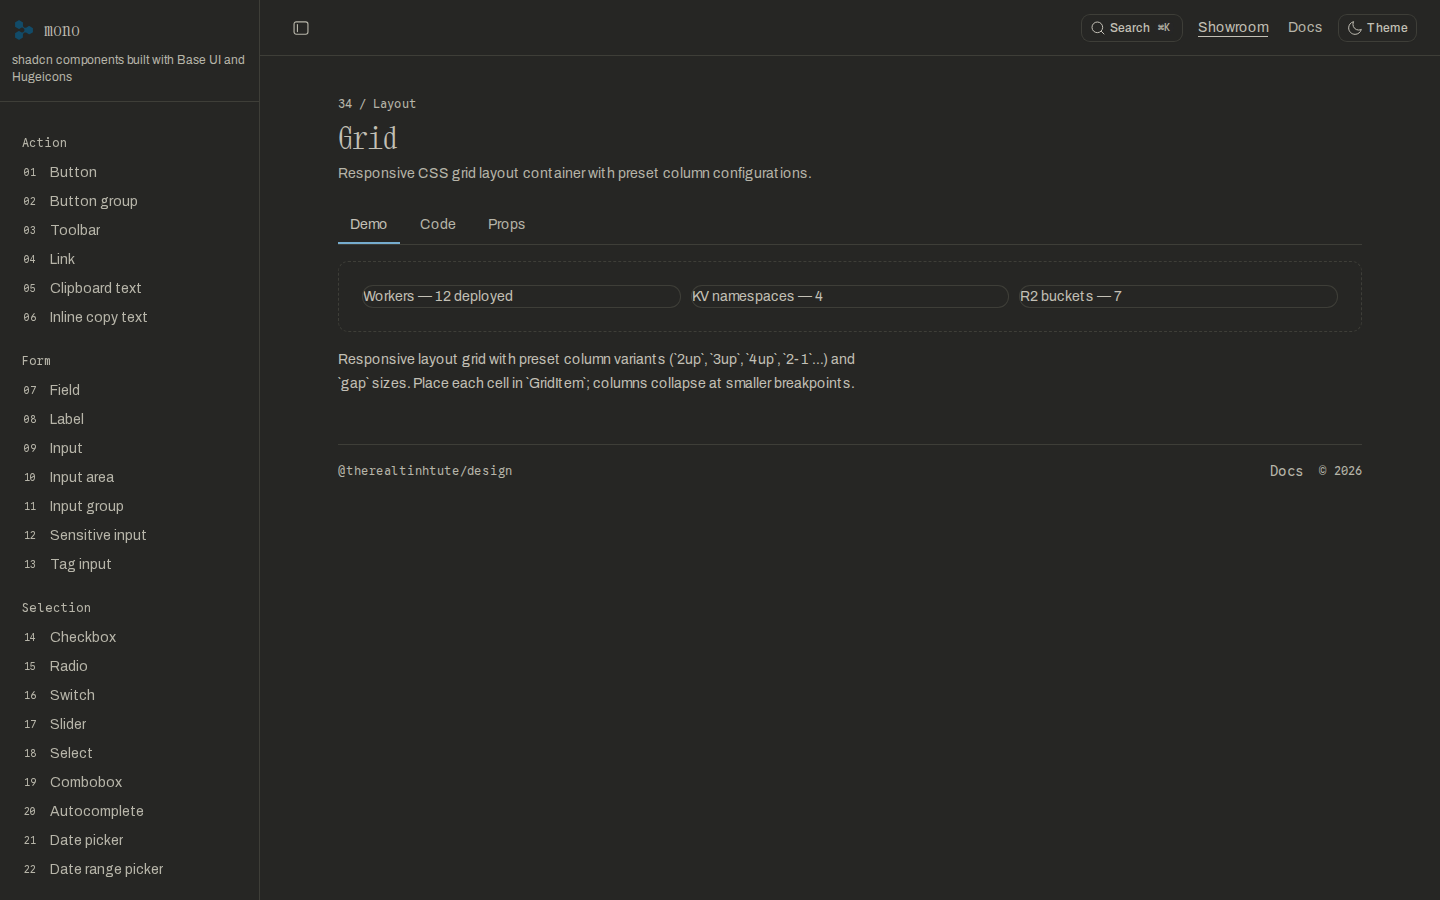 mono
shadcn components built with Base UI and
Hugeicons
Action
01 Button
02 Button group
03 Toolbar
04 Link
05 Clipboard text
06 Inline copy text
Form
07 Field
08 Label
09 Input
10 Input area
11 Input group
12 Sensitive input
13 Tag input
Selection
14 Checkbox
15 Radio
16 Switch
17 Slider
18 Select
19 Combobox
20 Autocomplete
21 Date picker
22 Date range picker
Search ⌘K Showroom Docs Theme
34 / Layout
Grid
Responsive CSS grid layout container with preset column configurations.
Demo Code Props
Workers — 12 deployed KV namespaces — 4 R2 buckets — 7
Responsive layout grid with preset column variants (`2up`, `3up`, `4up`, `2-1`…) and
`gap` sizes. Place each cell in `GridItem`; columns collapse at smaller breakpoints.
@therealtinhtute/design Docs © 2026